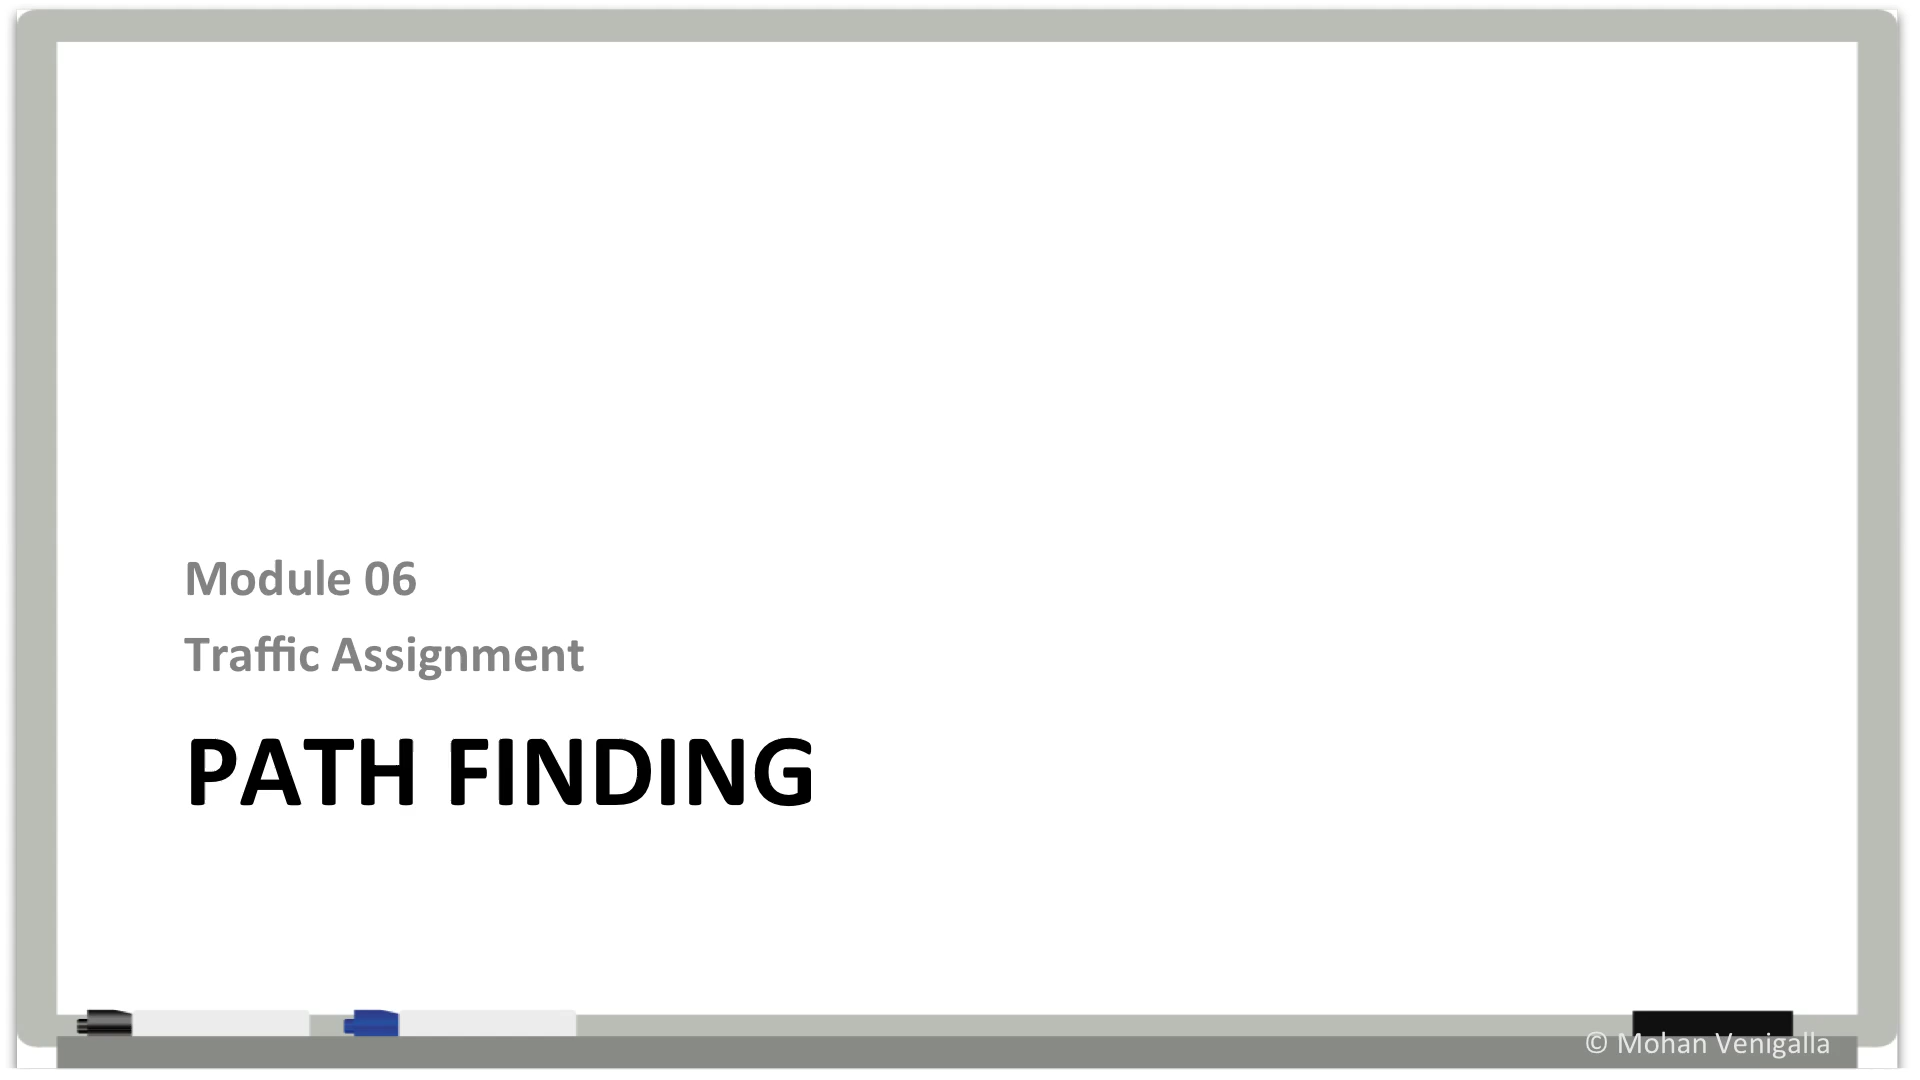 Module 06
Traffic Assignment
PATH FINDING
© Mohan Venigalla